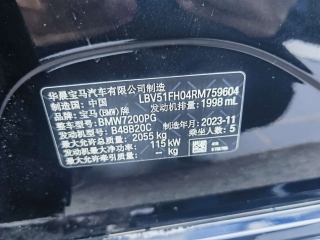 华晨宝马汽车有限公司制造
制造国：中国 LBV51FH04RM759604
品牌：宝马(BMW)牌 发动机排量：1998 mL
整车型号：BMW7200PG
发动机型号：B48B20C 制造年月：2023-11
最大允许总质量：2055 kg 乘坐人数：5
发动机最大净功率：115 kW
最大允许牵引质量：--- kg